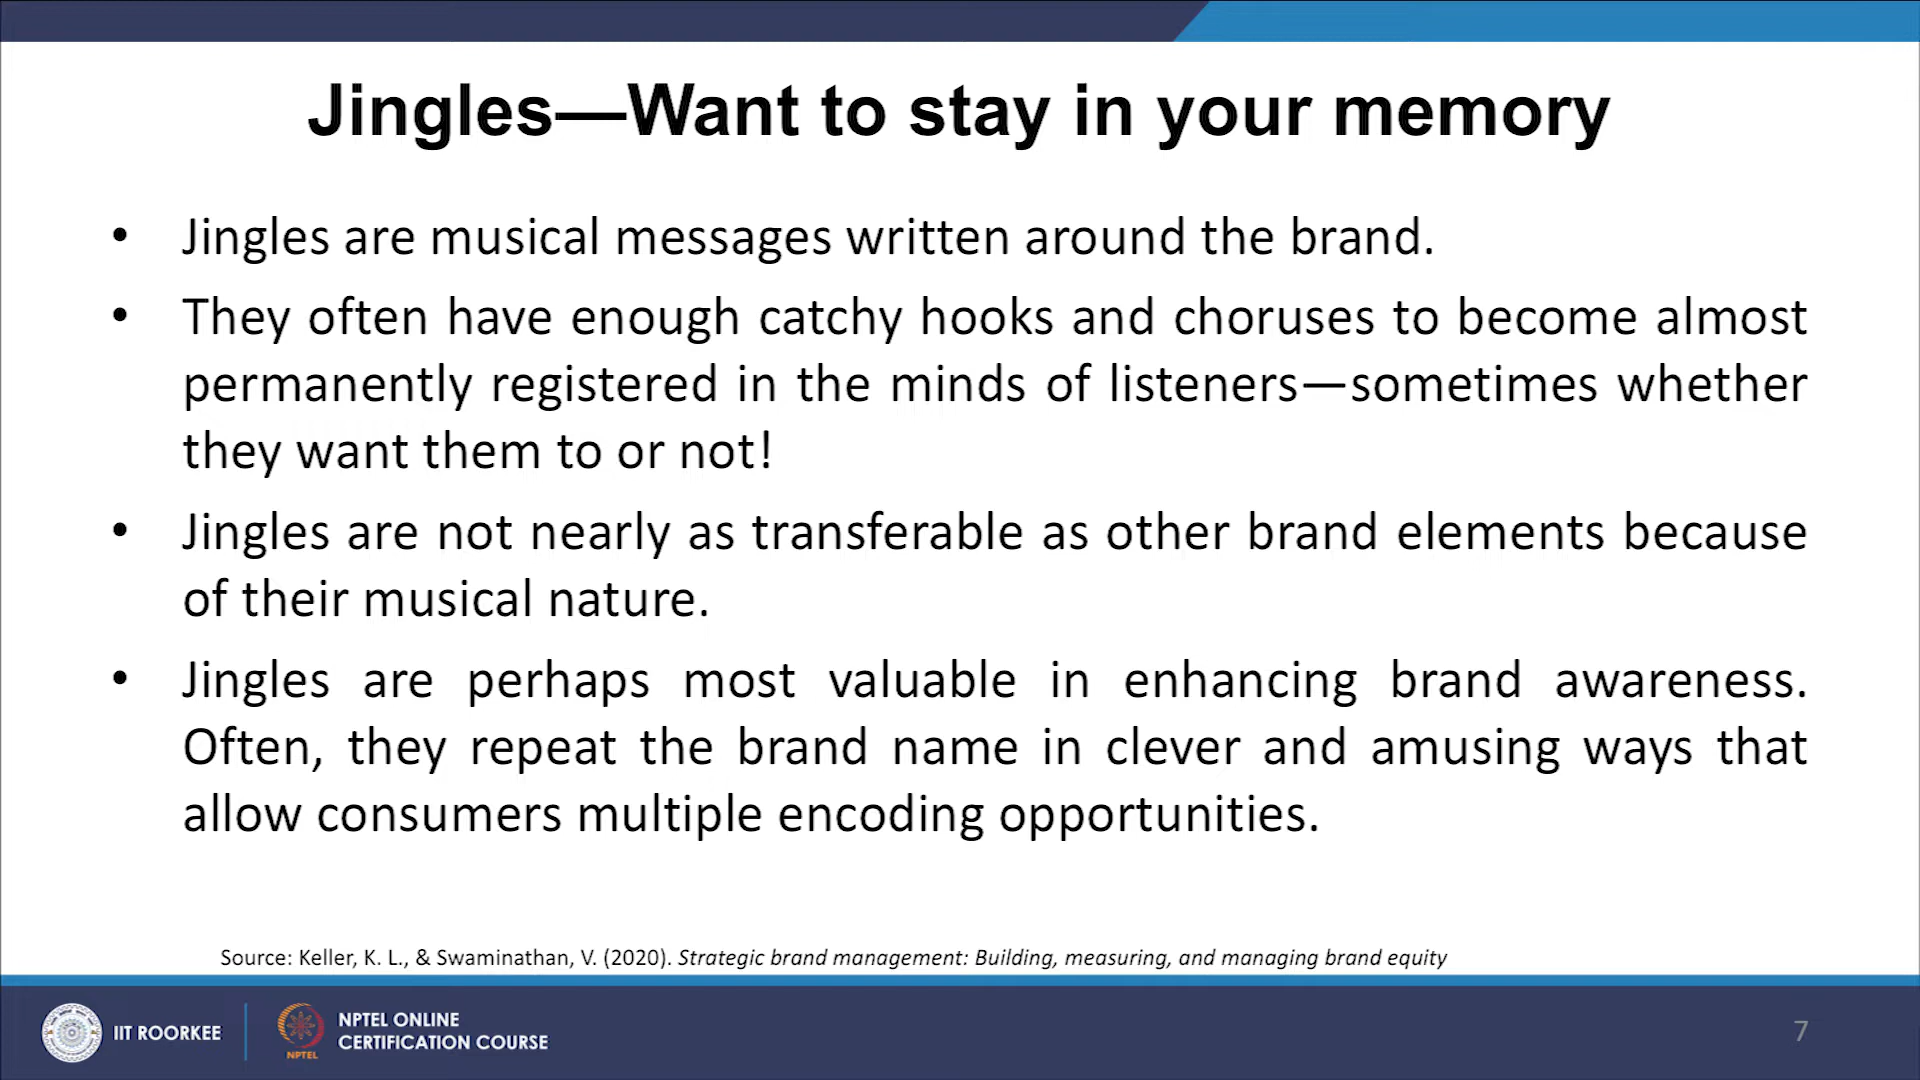 Jingles—Want to stay in your memory
• Jingles are musical messages written around the brand.
• They often have enough catchy hooks and choruses to become almost
permanently registered in the minds of listeners—sometimes whether
they want them to or not!
• Jingles are not nearly as transferable as other brand elements because
of their musical nature.
• Jingles are perhaps most valuable in enhancing brand awareness.
Often, they repeat the brand name in clever and amusing ways that
allow consumers multiple encoding opportunities.
Source: Keller, K. L., & Swaminathan, V. (2020). Strategic brand management: Building, measuring, and managing brand equity
IIT ROORKEE
NPTEL
NPTEL ONLINE
CERTIFICATION COURSE
7